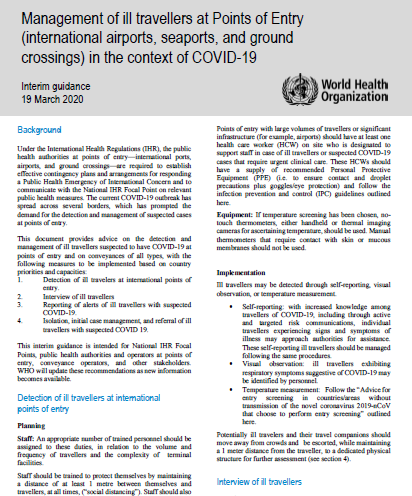 Management of ill travellers at Points of Entry
(international airports, seaports, and ground
crossings) in the context of COVID-19
Interim guidance
19 March 2020
World Health
Organization
Background
Under the International Health Regulations (IHR), the public
health authorities at points of entry—international ports,
airports, and ground crossings—are required to establish
effective contingency plans and arrangements for responding
a Public Health Emergency of International Concern and to
communicate with the IHR Focal Point on relevant
public health measures. The current COVID-19 outbreak has
spread across several borders, which has prompted the
demand for the detection and management of suspected cases
at points of entry.
This document provides advice on the detection and
management of ill travellers suspected to have COVID-19 at
points of entry and on conveyances of all types, with the
following measures to be implemented based on country
priorities and capacities:
1. Detection of ill travelers at international points of
entry.
2. Interview of ill travellers
3. Reporting of alerts of ill travellers with suspected
COVID-19.
4. Isolation, initial case management, and referral of ill
travellers with suspected COVID 19.
This interim guidance is intended for National IHR Focal
Points, public health authorities and operators at points of
entry, conveyance operators, and other stakeholders.
WHO will update these recommendations as new information
becomes available.
Detection of ill travellers at international
points of entry
Planning
Staff: An appropriate number of trained personnel should be
assigned to these duties, in relation to the volume and
frequency of travellers and the complexity of terminal
facilities.
Staff should be trained to protect themselves by maintaining
a distance of at least 1 metre between themselves and
travellers, at all times, ("social distancing"). Staff should also
Points of entry with large volumes of travellers or significant
infrastructure (for example, airports) should have at least one
health care worker (HCW) on site who is designated to
support staff in case of ill travellers or suspected COVID-19
cases that require urgent clinical care. These HCWs should
have a supply of recommended Personal Protective
Equipment (PPE) (i.e. to ensure contact and droplet
precautions plus goggles/eye protection) and follow the
infection prevention and control (IPC) guidelines outlined
here.
Equipment: If temperature screening has been chosen, no-
touch thermometers, either handheld or thermal imaging
cameras for ascertaining temperature, should be used. Manual
thermometers that require contact with skin or mucous
membranes should not be used.
Implementation
Ill travellers may be detected through self-reporting, visual
observation, or temperature measurement.
• Self-reporting: with increased knowledge among
travellers of COVID-19, including through active
and targeted risk communications, individual
travellers experiencing signs and symptoms of
illness may approach authorities for assistance.
These self-reporting ill travellers should be managed
following the same procedures.
• Visual observation: ill travellers exhibiting
respiratory symptoms suggestive of COVID-19 may
be identified by personnel.
• Temperature measurement: Follow the "Advice for
entry screening in countries/areas without
transmission of the novel coronavirus 2019-nCoV
that choose to perform entry screening" outlined
here.
Potentially ill travelers and their travel companions should
move away from crowds and be escorted, while maintaining
a 1 meter distance from the traveller, to a dedicated physical
structure for further assessment (see section 4).
Interview of ill travellers